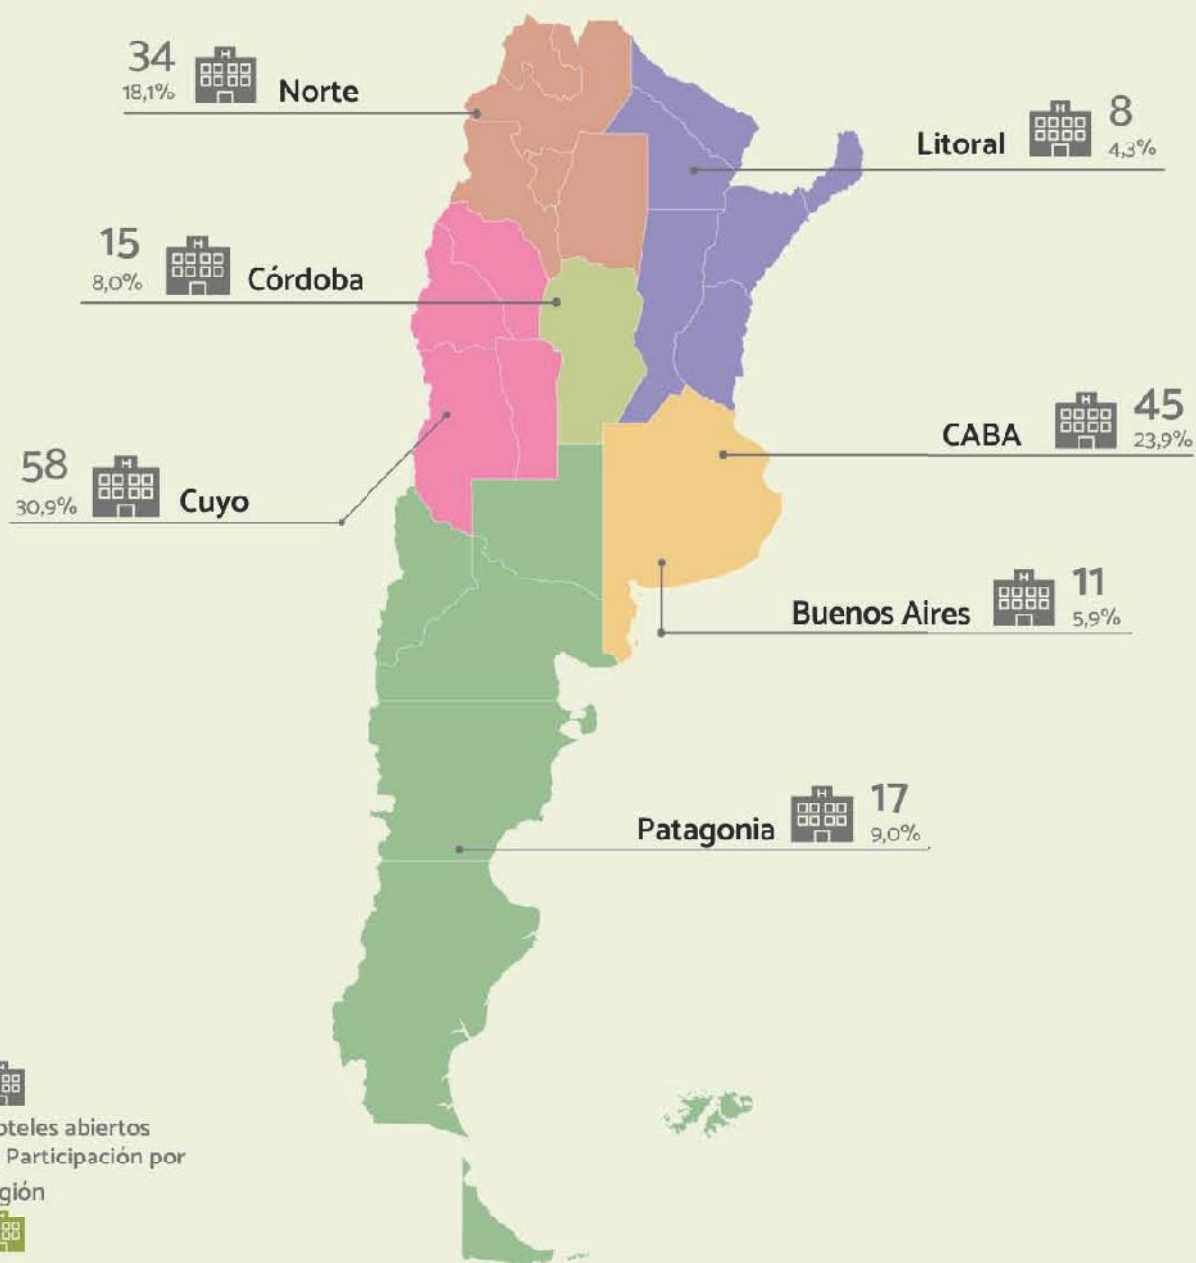 34
18,1%
Norte
8
4,3%
Litoral
15
8,0%
Córdoba
45
23,9%
CABA
58
30,9%
Cuyo
11
5,9%
Buenos Aires
17
9,0%
Patagonia
oteles abiertos
Participación por
gión